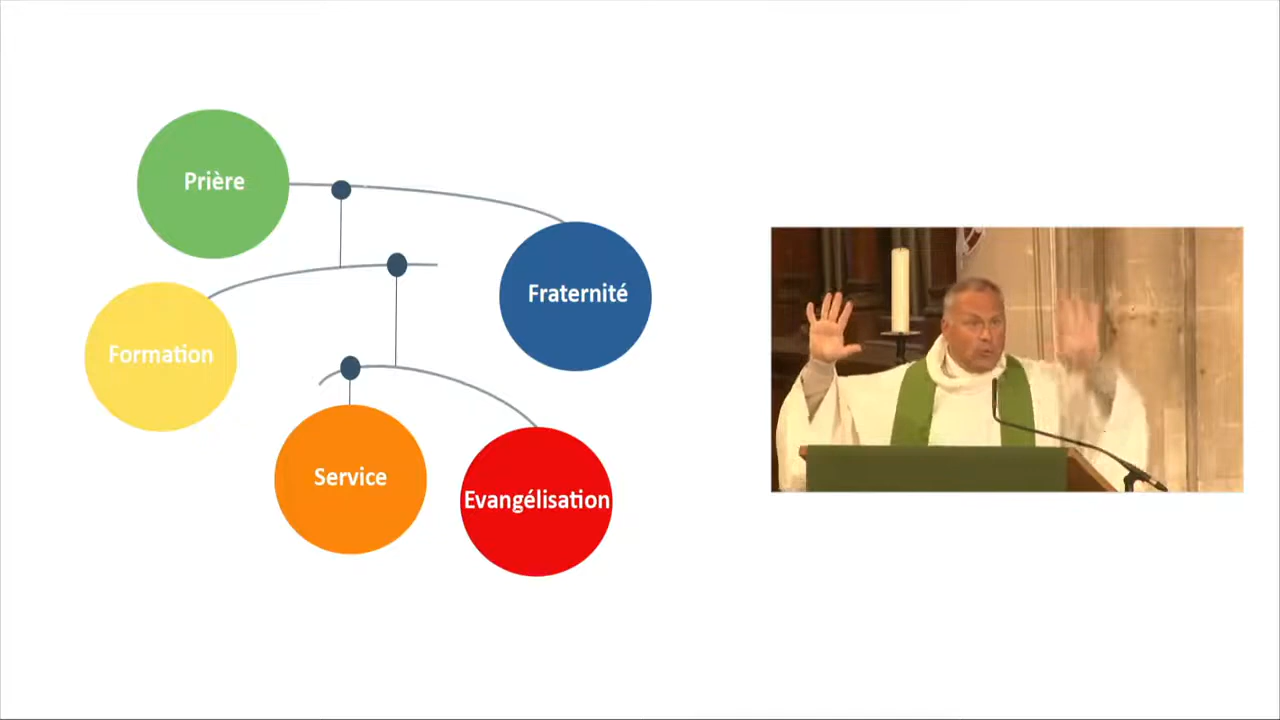 Prière
Fraternité
Formation
Service
Evangélisation